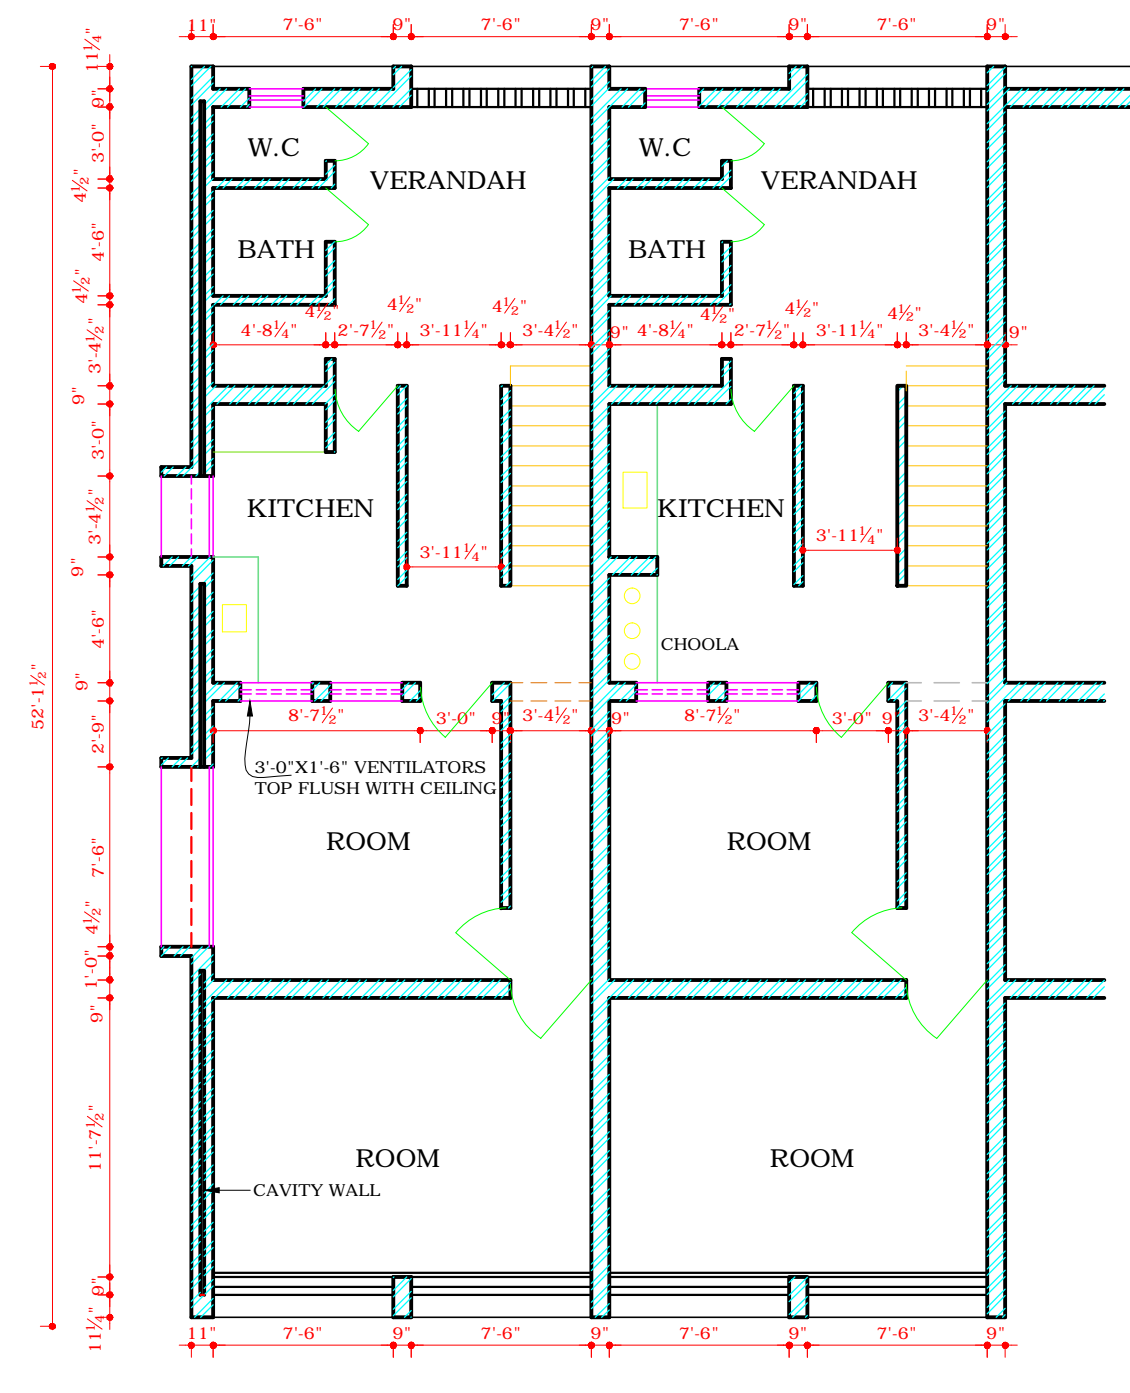 11" 7'-6" 9" 7'-6" 9" 7'-6" 9" 7'-6" 9"
11¼"
9"
3'-0"
4½"
4'-6"
4½"
3'-4½"
9"
3'-0"
3'-4½"
9"
4'-6"
9"
2'-9"
7'-6"
4½"
1'-0"
9"
11'-7½"
9"
11¼"
52'-1½"
W.C W.C
VERANDAH VERANDAH
BATH BATH
4½" 4½" 4½" 4½" 4½" 4½"
4'-8¼" 2'-7½" 3'-11¼" 3'-4½" 9" 4'-8¼" 2'-7½" 3'-11¼" 3'-4½" 9"
KITCHEN KITCHEN
3'-11¼" 3'-11¼"
CHOOLA
8'-7½" 3'-0" 9" 3'-4½" 9" 8'-7½" 3'-0" 9 3'-4½"
3'-0"X1'-6" VENTILATORS
TOP FLUSH WITH CEILING
ROOM ROOM
ROOM ROOM
CAVITY WALL
11" 7'-6" 9" 7'-6" 9" 7'-6" 9" 7'-6" 9"